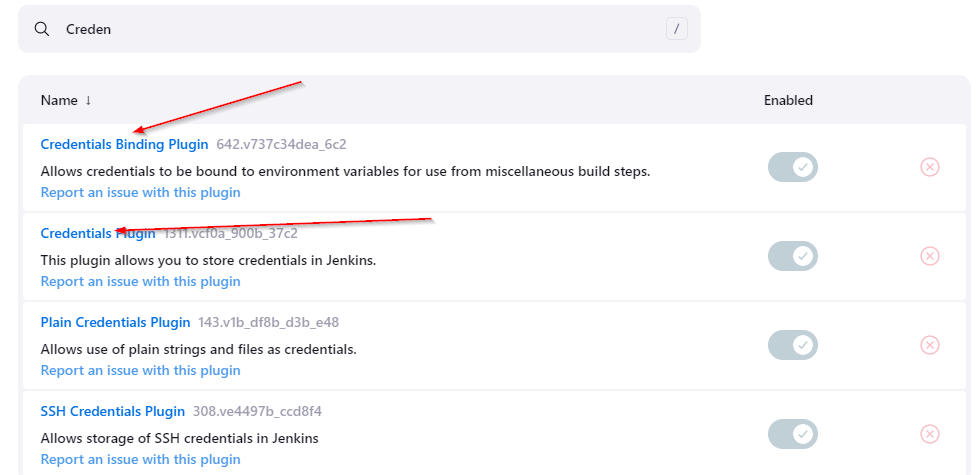 Creden
/
Name ↓ Enabled
Credentials Binding Plugin 642.v737c34dea_6c2
Allows credentials to be bound to environment variables for use from miscellaneous build steps.
Report an issue with this plugin
Credentials Plugin 1311.vcf0a_900b_37c2
This plugin allows you to store credentials in Jenkins.
Report an issue with this plugin
Plain Credentials Plugin 143.v1b_df8b_d3b_e48
Allows use of plain strings and files as credentials.
Report an issue with this plugin
SSH Credentials Plugin 308.ve4497b_ccd8f4
Allows storage of SSH credentials in Jenkins
Report an issue with this plugin